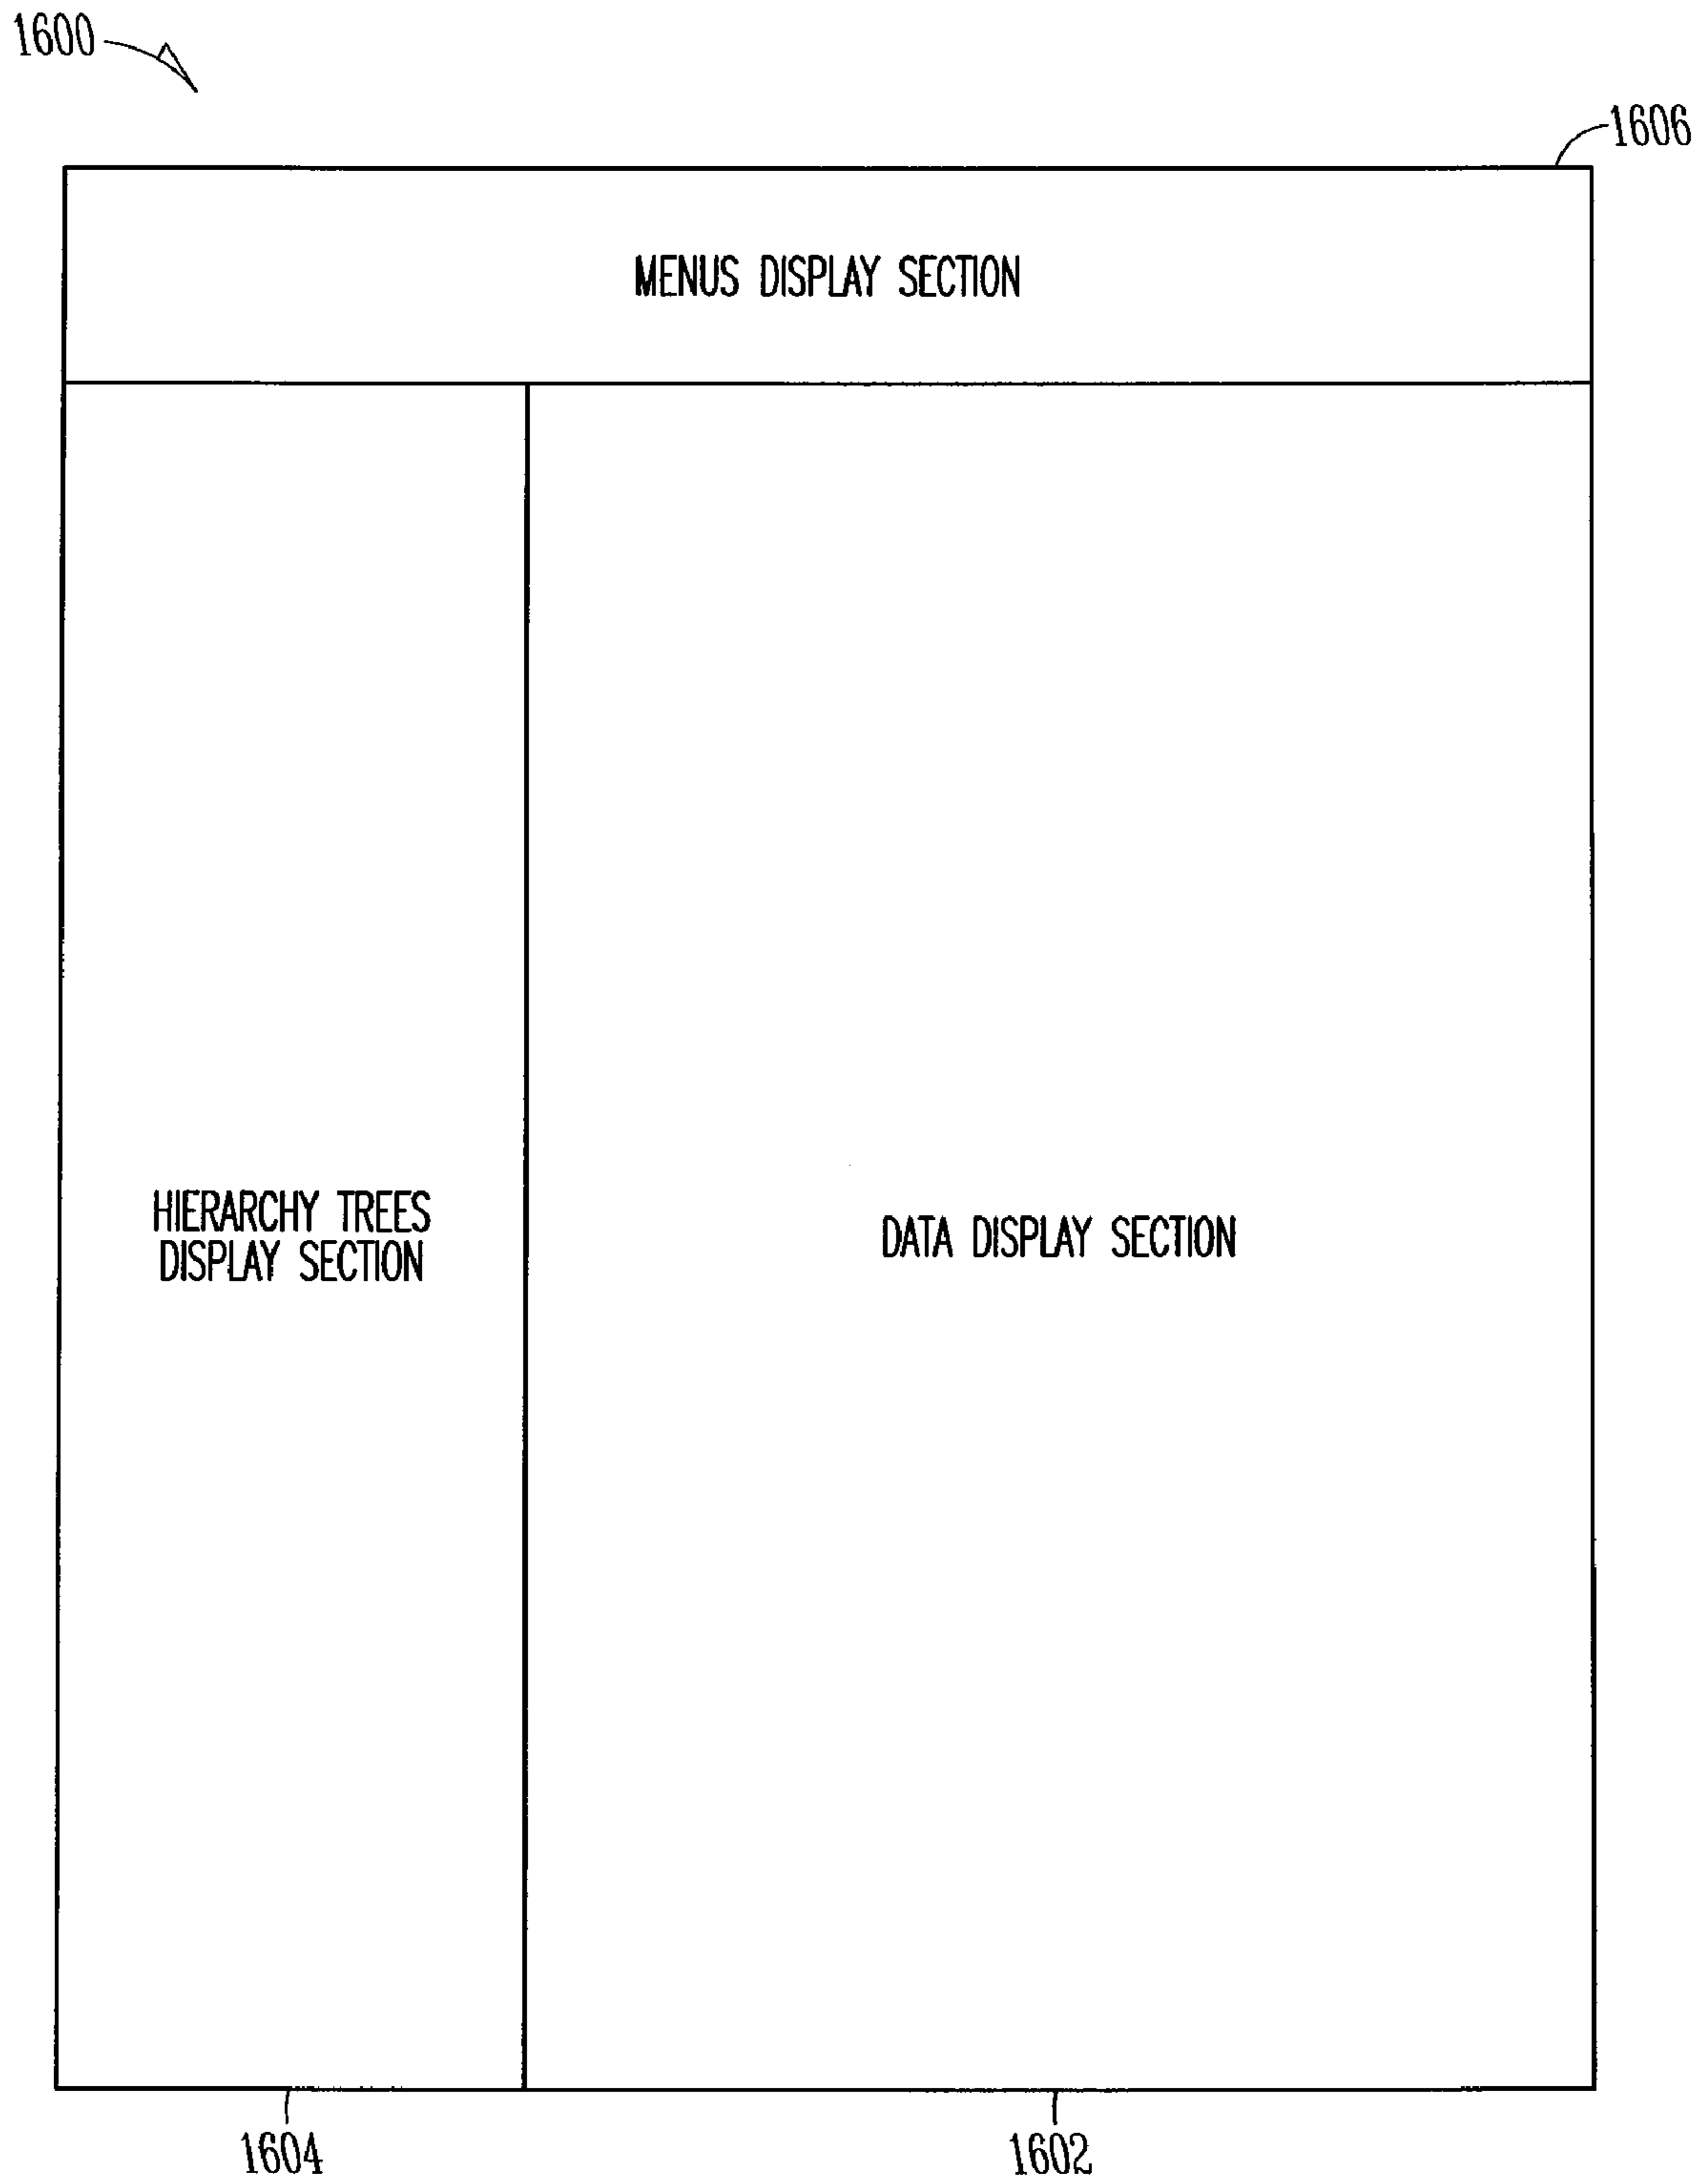 1600
1606
MENUS DISPLAY SECTION
HIERARCHY TREES
DISPLAY SECTION
DATA DISPLAY SECTION
1604
1602